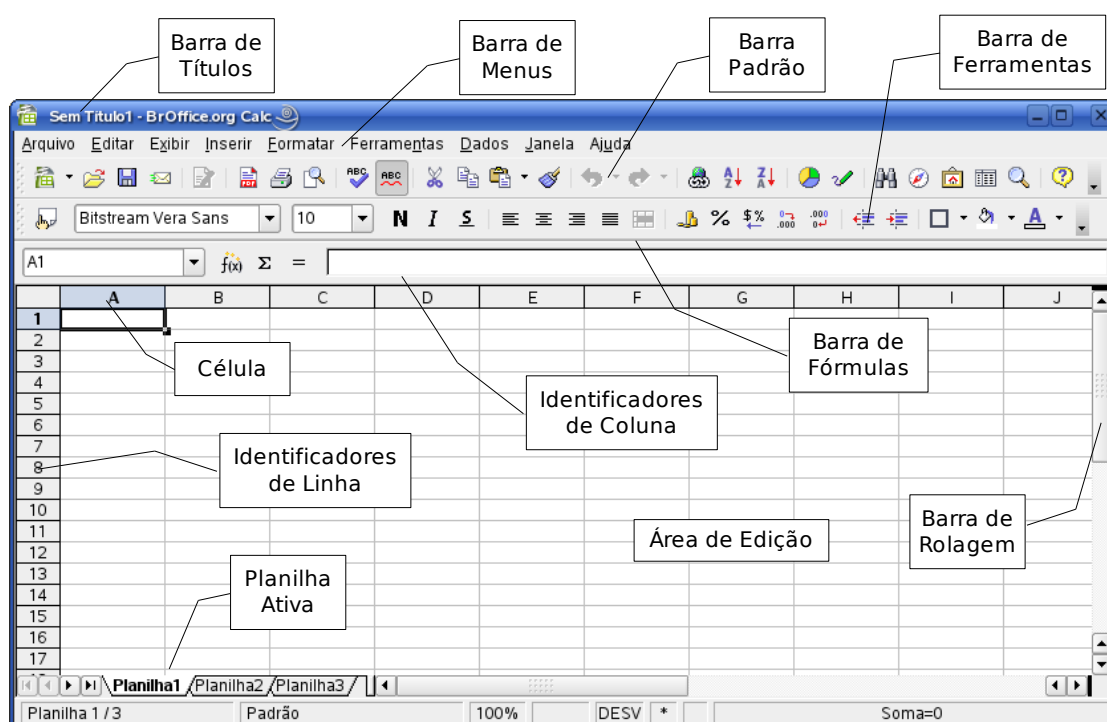 Barra de
Títulos
Barra de
Menus
Barra
Padrão
Barra de
Ferramentas
Sem Título1 - BrOffice.org Calc
Arquivo Editar Exibir Inserir Formatar Ferramentas Dados Janela Ajuda
Bitstream Vera Sans 10 N I S
A1 f(x) Σ =
A B C D E F G H I J
1
2
3
4
5
6
7
8
9
10
11
12
13
14
15
16
17
Célula
Barra de
Fórmulas
Identificadores
de Coluna
Identificadores
de Linha
Barra de
Rolagem
Área de Edição
Planilha
Ativa
Planilha1 Planilha2 Planilha3
Planilha 1 / 3 Padrão 100% DESV * Soma=0